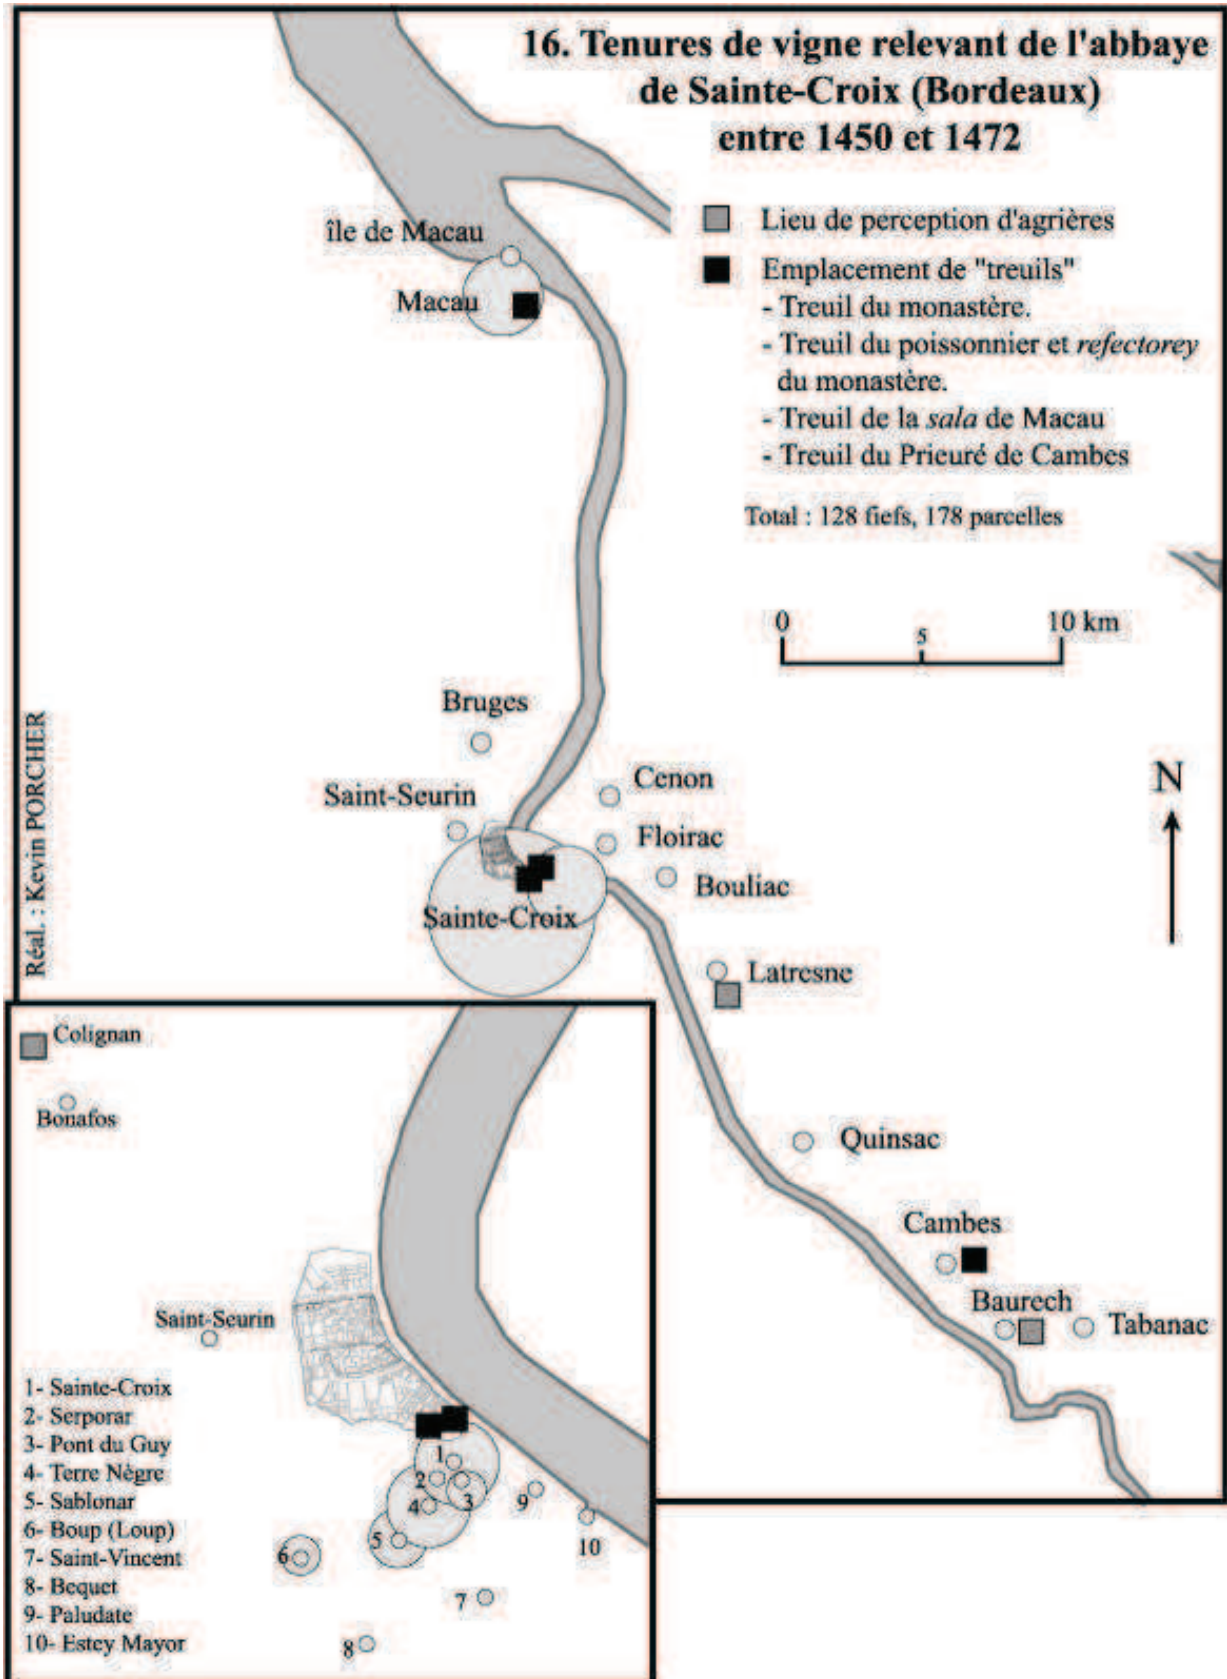 16. Tenures de vigne relevant de l'abbaye
de Sainte-Croix (Bordeaux)
entre 1450 et 1472
Lieu de perception d'agrières
Emplacement de "treuils"
- Treuil du monastère.
- Treuil du poissonnier et refectorey
du monastère.
- Treuil de la sala de Macau
- Treuil du Prieuré de Cambes
Total : 128 fiefs, 178 parcelles
0
5
10 km
N
île de Macau
Macau
Bruges
Saint-Seurin
Cenon
Floirac
Bouliac
Sainte-Croix
Latresne
Quinsac
Cambes
Baurech
Tabanac
Réal. : Kevin PORCHER
Colignan
Bonafos
Saint-Seurin
1- Sainte-Croix
2- Serporar
3- Pont du Guy
4- Terre Nègre
5- Sablonar
6- Boup (Loup)
7- Saint-Vincent
8- Bequet
9- Paludate
10- Estey Mayor
1
2
3
4
5
6
7
8
9
10